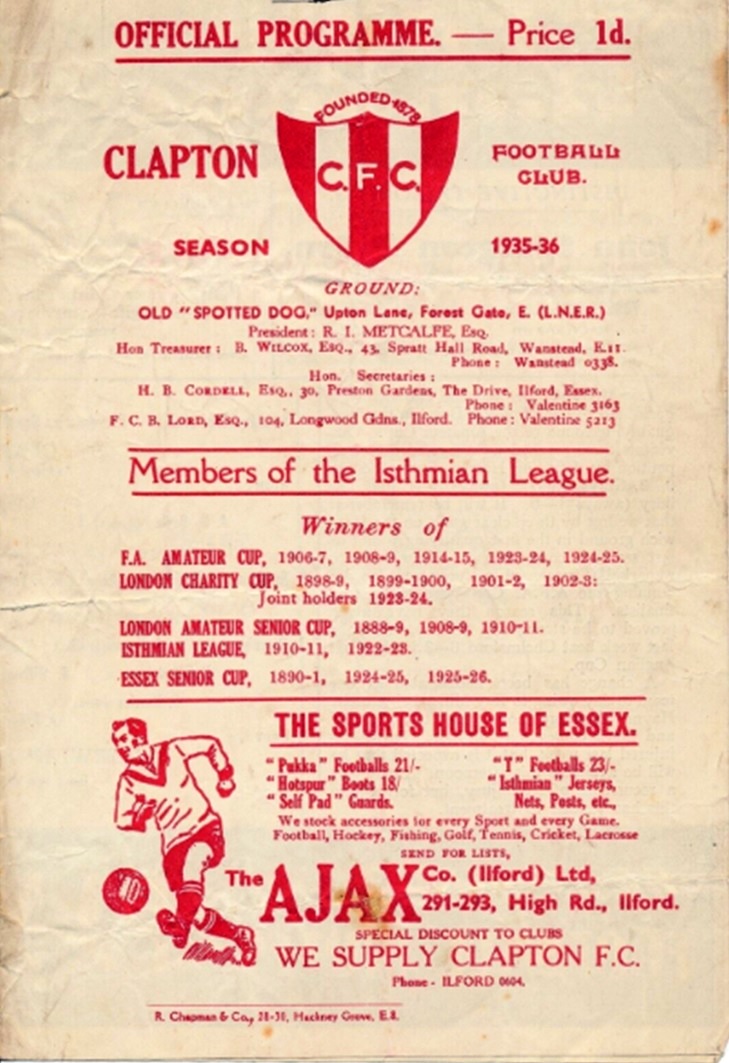 OFFICIAL PROGRAMME. — Price 1d.
FOUNDED 1878
CLAPTON C.F.C. FOOTBALL CLUB.
SEASON 1935-36
GROUND:
OLD "SPOTTED DOG," Upton Lane, Forest Gate, E. (L.N.E.R.)
President: R. I. METCALFE, Esq.
Hon Treasurer: B. WILCOX, ESQ., 43, Spratt Hall Road, Wanstead, E.11.
Phone: Wanstead 0338.
Hon. Secretaries:
H. B. CORDELL, ESQ., 30, Preston Gardens, The Drive, Ilford, Essex.
Phone: Valentine 3163
F. C. B. LORD, ESQ., 104, Longwood Gdns., Ilford. Phone: Valentine 5213
Members of the Isthmian League.
Winners of
F.A. AMATEUR CUP, 1906-7, 1908-9, 1914-15, 1923-24, 1924-25.
LONDON CHARITY CUP, 1898-9, 1899-1900, 1901-2, 1902-3:
Joint holders 1923-24.
LONDON AMATEUR SENIOR CUP, 1888-9, 1908-9, 1910-11.
ISTHMIAN LEAGUE, 1910-11, 1922-23.
ESSEX SENIOR CUP, 1890-1, 1924-25, 1925-26.
THE SPORTS HOUSE OF ESSEX.
"Pukka" Footballs 21/- "T" Footballs 23/-
"Hotspur" Boots 18/ "Isthmian" Jerseys,
"Self Pad" Guards. Nets, Posts, etc.,
We stock accessories for every Sport and every Game.
Football, Hockey, Fishing, Golf, Tennis, Cricket, Lacrosse
SEND FOR LISTS,
The AJAX Co. (Ilford) Ltd,
291-293, High Rd., Ilford.
SPECIAL DISCOUNT TO CLUBS
WE SUPPLY CLAPTON F.C.
Phone - ILFORD 0604.
R. Chapman & Co., 28-30, Hackney Grove, E.8.